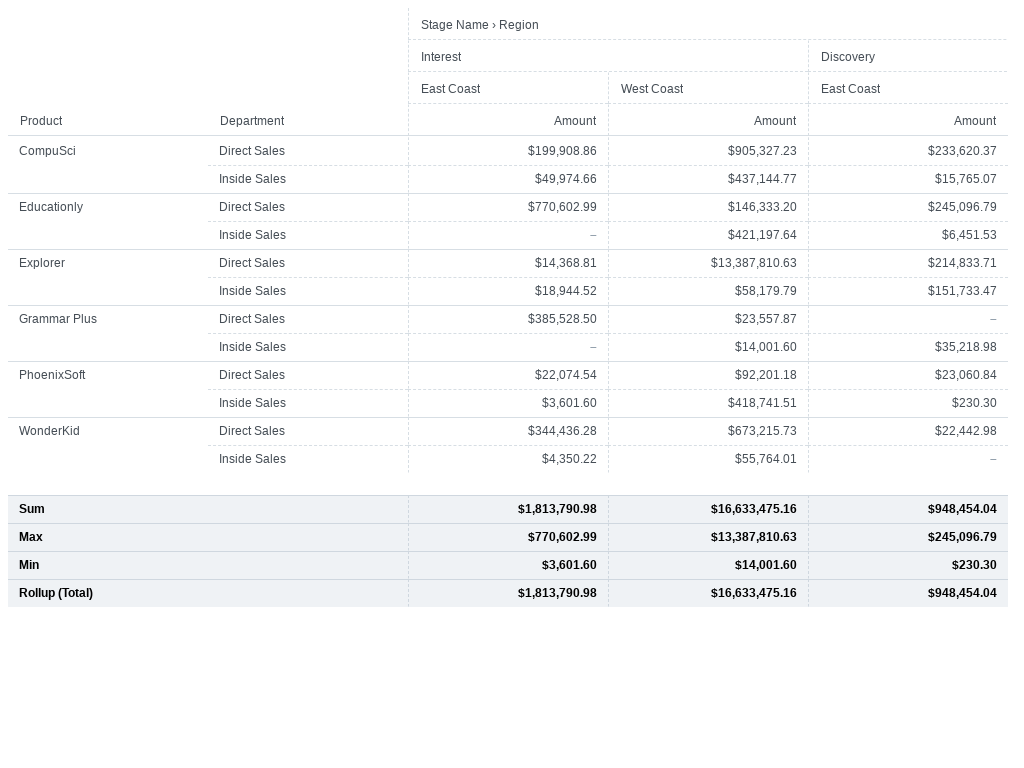 Stage Name › Region
Interest Discovery
East Coast West Coast East Coast
Product Department Amount Amount Amount
CompuSci Direct Sales $199,908.86 $905,327.23 $233,620.37
Inside Sales $49,974.66 $437,144.77 $15,765.07
Educationly Direct Sales $770,602.99 $146,333.20 $245,096.79
Inside Sales – $421,197.64 $6,451.53
Explorer Direct Sales $14,368.81 $13,387,810.63 $214,833.71
Inside Sales $18,944.52 $58,179.79 $151,733.47
Grammar Plus Direct Sales $385,528.50 $23,557.87 –
Inside Sales – $14,001.60 $35,218.98
PhoenixSoft Direct Sales $22,074.54 $92,201.18 $23,060.84
Inside Sales $3,601.60 $418,741.51 $230.30
WonderKid Direct Sales $344,436.28 $673,215.73 $22,442.98
Inside Sales $4,350.22 $55,764.01 –
Sum $1,813,790.98 $16,633,475.16 $948,454.04
Max $770,602.99 $13,387,810.63 $245,096.79
Min $3,601.60 $14,001.60 $230.30
Rollup (Total) $1,813,790.98 $16,633,475.16 $948,454.04